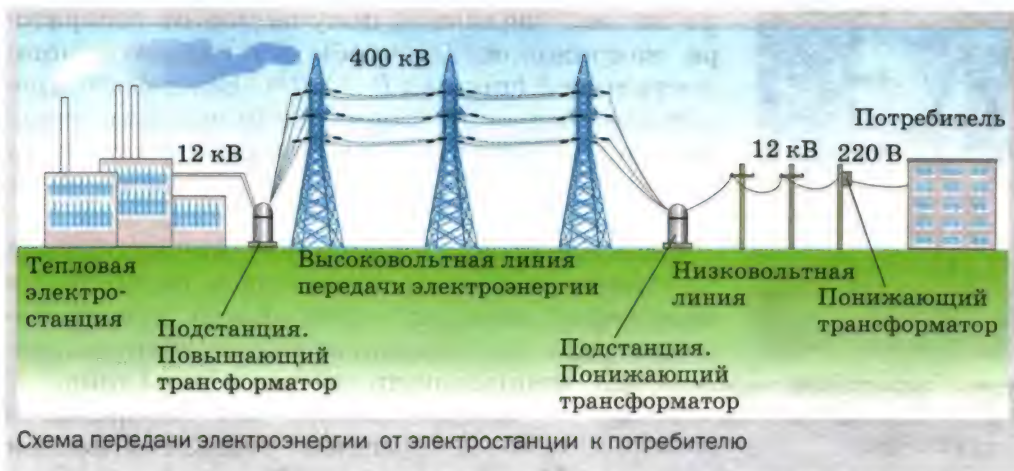 400 кВ
Потребитель
12 кВ
12 кВ
220 В
Тепловая
электро-
станция
Высоковольтная линия
передачи электроэнергии
Низковольтная
линия
Понижающий
трансформатор
Подстанция.
Повышающий
трансформатор
Подстанция.
Понижающий
трансформатор
Схема передачи электроэнергии от электростанции к потребителю